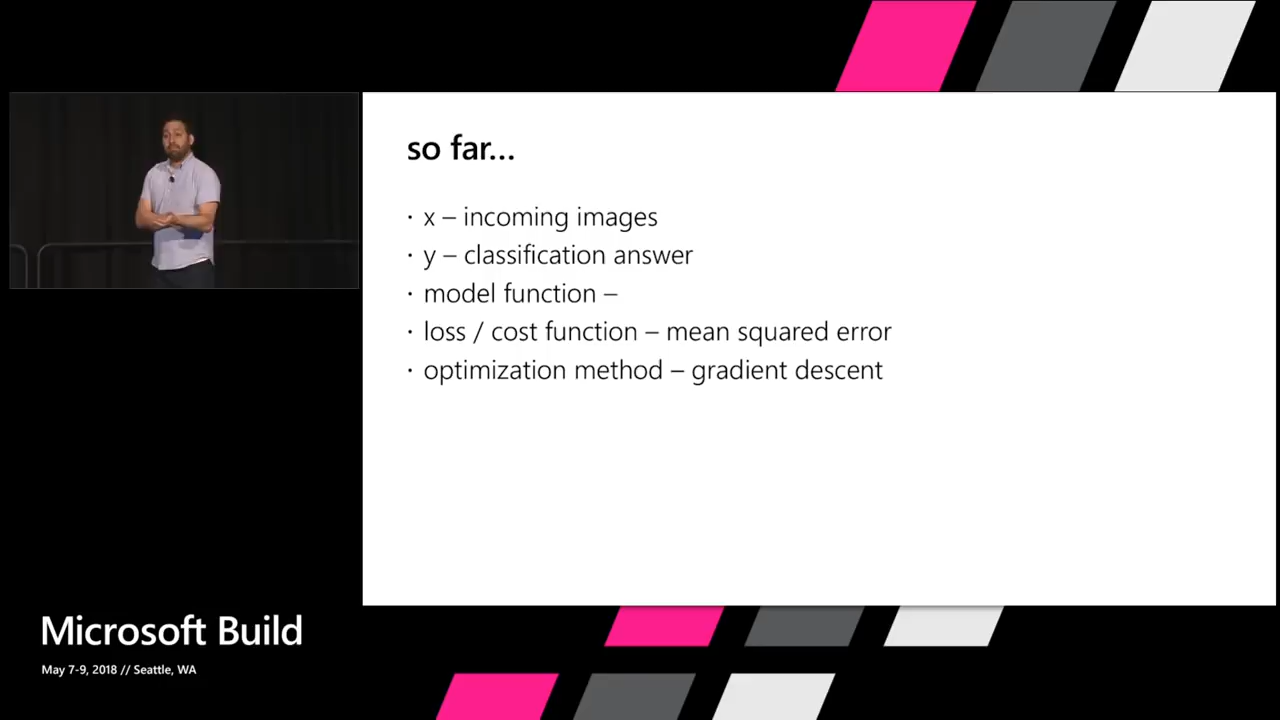 so far...
· x – incoming images
· y – classification answer
· model function –
· loss / cost function – mean squared error
· optimization method – gradient descent
Microsoft Build
May 7-9, 2018 // Seattle, WA